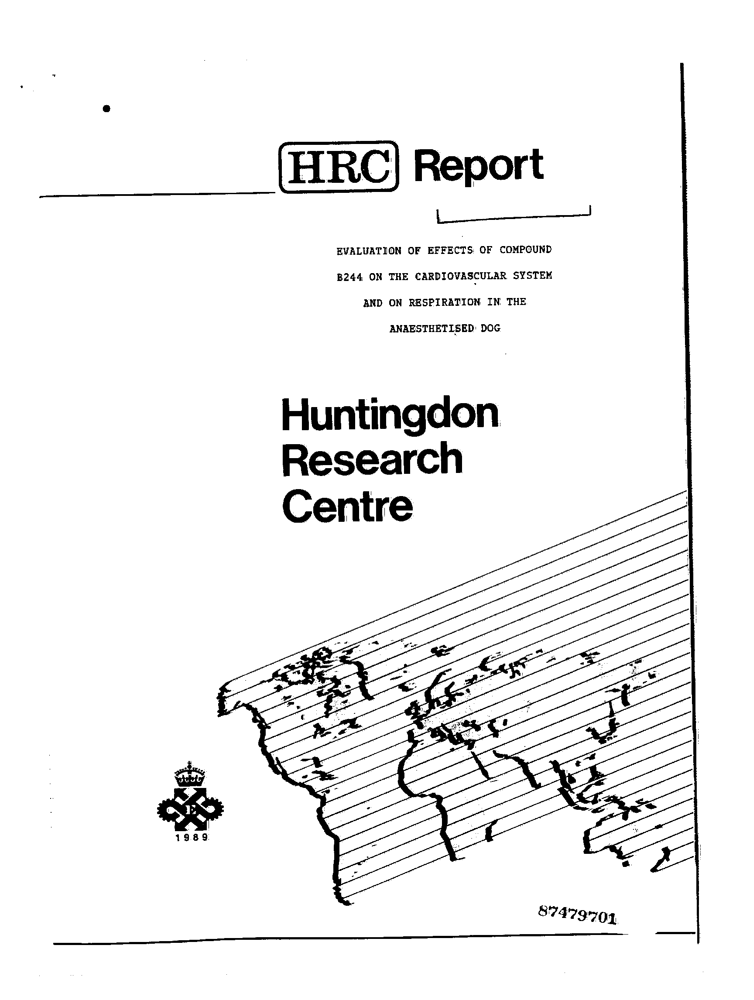 HRC Report
EVALUATION OF EFFECTS OF COMPOUND
B244 ON THE CARDIOVASCULAR SYSTEM
AND ON RESPIRATION IN THE
ANAESTHETISED DOG
Huntingdon
Research
Centre
E
1989
87479701